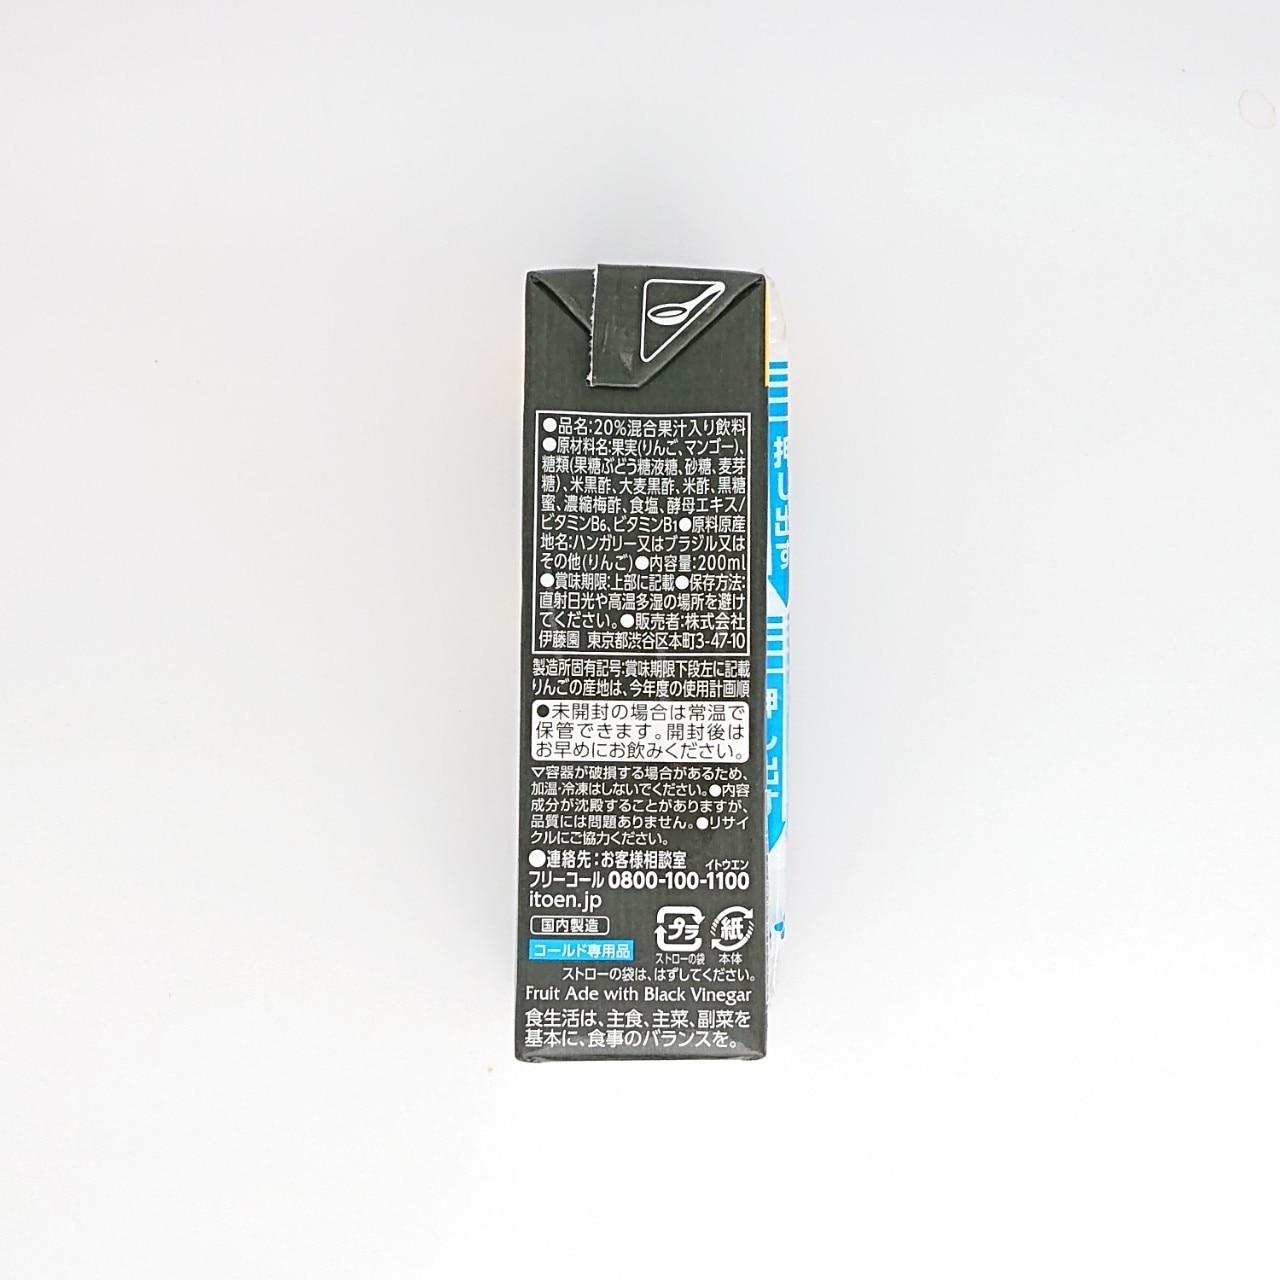 ●品名:20%混合果汁入り飲料
●原材料名:果実(りんご、マンゴー)、
糖類(果糖ぶどう糖液糖、砂糖、麦芽
糖)、米黒酢、大麦黒酢、米酢、黒糖
蜜、濃縮梅酢、食塩、酵母エキス/
ビタミンB6、ビタミンB1●原料原産
地名:ハンガリー又はブラジル又は
その他(りんご)●内容量:200ml
●賞味期限:上部に記載●保存方法:
直射日光や高温多湿の場所を避け
てください。●販売者:株式会社
伊藤園 東京都渋谷区本町3-47-10
製造所固有記号:賞味期限下段左に記載
りんごの産地は、今年度の使用計画順
●未開封の場合は常温で
保管できます。開封後は
お早めにお飲みください。
▽容器が破損する場合があるため、
加温・冷凍はしないでください。●内容
成分が沈殿することがありますが、
品質には問題ありません。●リサイ
クルにご協力ください。
●連絡先:お客様相談室
イトウエン
フリーコール 0800-100-1100
itoen.jp
国内製造
プラ
紙
ストローの袋
本体
コールド専用品
ストローの袋は、はずしてください。
Fruit Ade with Black Vinegar
食生活は、主食、主菜、副菜を
基本に、食事のバランスを。
押し出す
押し出す